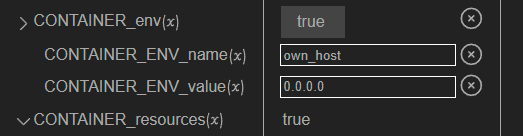 CONTAINER_env(x) true
CONTAINER_ENV_name(x) own_host
CONTAINER_ENV_value(x) 0.0.0.0
CONTAINER_resources(x) true